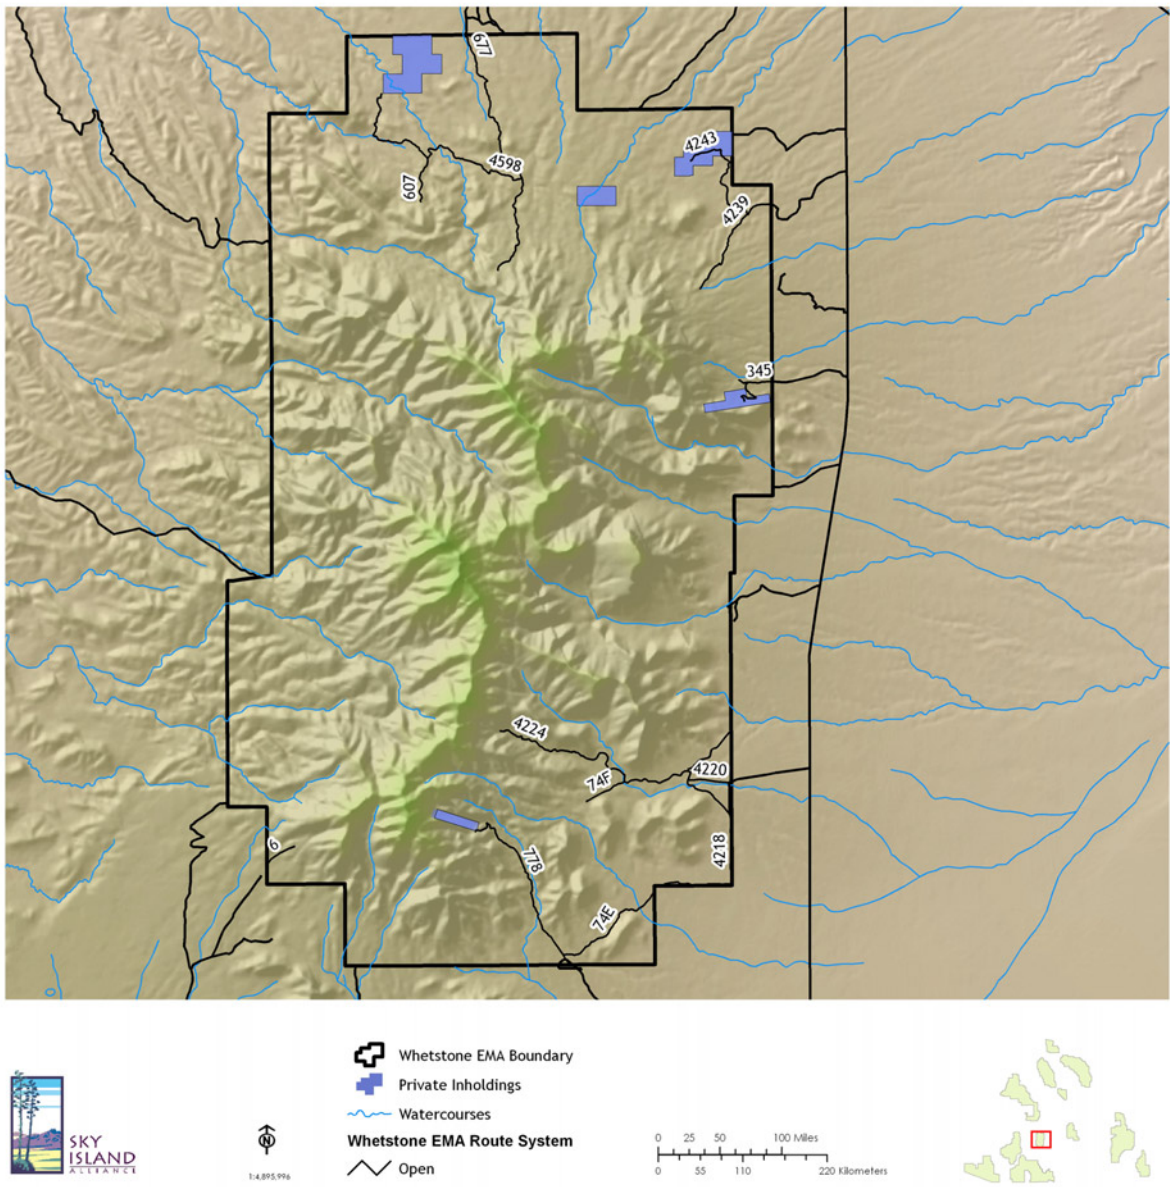 677
4243
4598
607
4239
345
4224
74F
4220
4218
6
778
74E
Whetstone EMA Boundary
Private Inholdings
Watercourses
Whetstone EMA Route System
Open
SKY
ISLAND
ALLIANCE
N
1:4,895,996
0 25 50 100 Miles
0 55 110 220 Kilometers